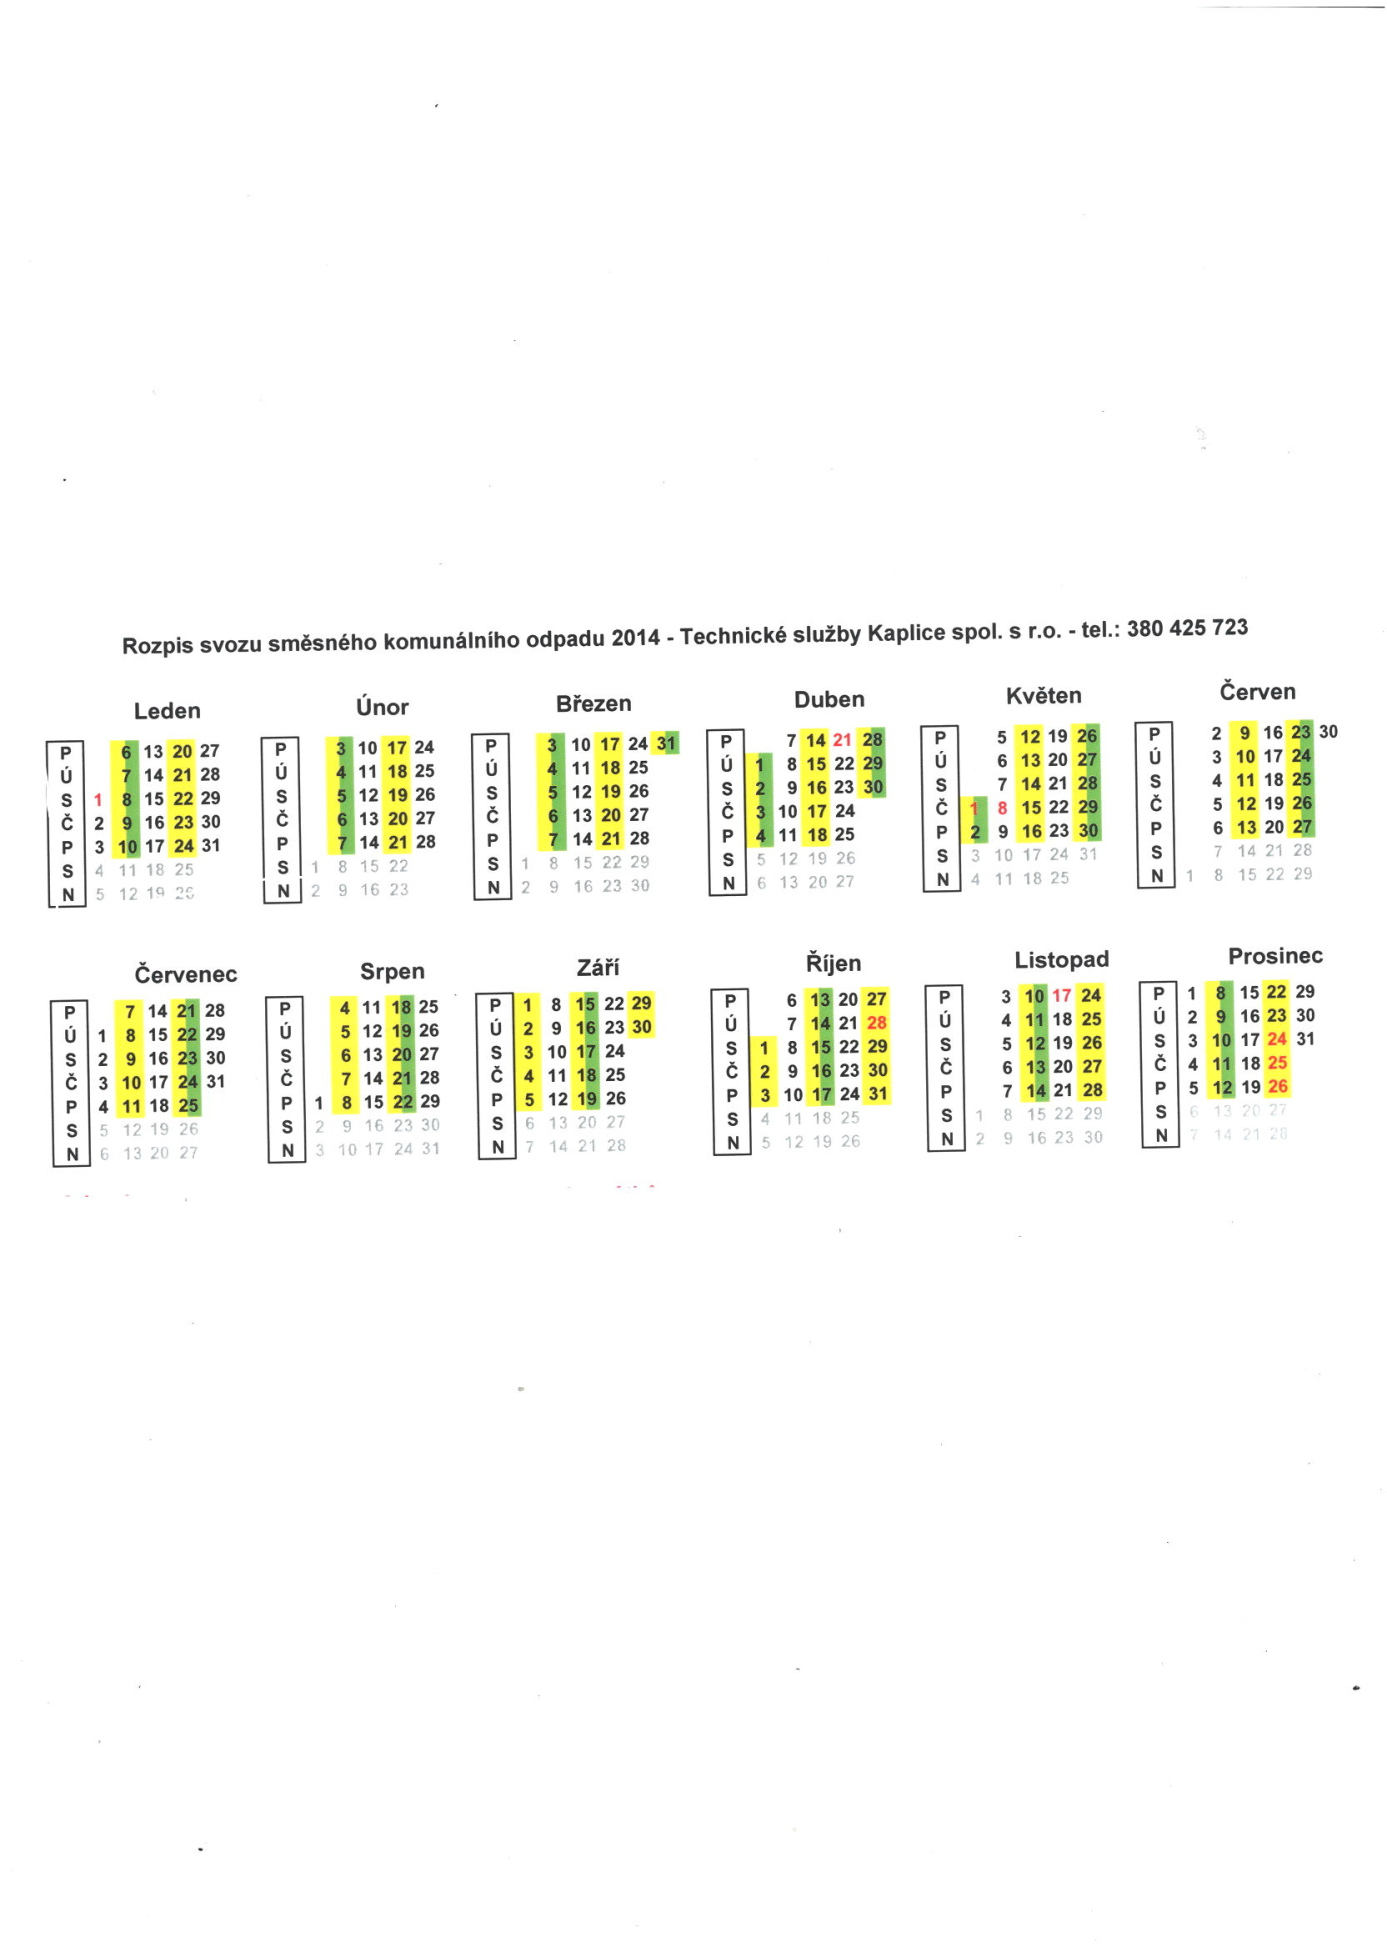 Rozpis svozu směsného komunálního odpadu 2014 - Technické služby Kaplice spol. s r.o. - tel.: 380 425 723
Leden
P 6 13 20 27
Ú 7 14 21 28
S 1 8 15 22 29
Č 2 9 16 23 30
P 3 10 17 24 31
S 4 11 18 25
N 5 12 19 26
Únor
P 3 10 17 24
Ú 4 11 18 25
S 5 12 19 26
Č 6 13 20 27
P 7 14 21 28
S 1 8 15 22
N 2 9 16 23
Březen
P 3 10 17 24 31
Ú 4 11 18 25
S 5 12 19 26
Č 6 13 20 27
P 7 14 21 28
S 1 8 15 22 29
N 2 9 16 23 30
Duben
P 7 14 21 28
Ú 1 8 15 22 29
S 2 9 16 23 30
Č 3 10 17 24
P 4 11 18 25
S 5 12 19 26
N 6 13 20 27
Květen
P 5 12 19 26
Ú 6 13 20 27
S 7 14 21 28
Č 1 8 15 22 29
P 2 9 16 23 30
S 3 10 17 24 31
N 4 11 18 25
Červen
P 2 9 16 23 30
Ú 3 10 17 24
S 4 11 18 25
Č 5 12 19 26
P 6 13 20 27
S 7 14 21 28
N 1 8 15 22 29
Červenec
P 7 14 21 28
Ú 1 8 15 22 29
S 2 9 16 23 30
Č 3 10 17 24 31
P 4 11 18 25
S 5 12 19 26
N 6 13 20 27
Srpen
P 4 11 18 25
Ú 5 12 19 26
S 6 13 20 27
Č 7 14 21 28
P 1 8 15 22 29
S 2 9 16 23 30
N 3 10 17 24 31
Září
P 1 8 15 22 29
Ú 2 9 16 23 30
S 3 10 17 24
Č 4 11 18 25
P 5 12 19 26
S 6 13 20 27
N 7 14 21 28
Říjen
P 6 13 20 27
Ú 7 14 21 28
S 1 8 15 22 29
Č 2 9 16 23 30
P 3 10 17 24 31
S 4 11 18 25
N 5 12 19 26
Listopad
P 3 10 17 24
Ú 4 11 18 25
S 5 12 19 26
Č 6 13 20 27
P 7 14 21 28
S 1 8 15 22 29
N 2 9 16 23 30
Prosinec
P 1 8 15 22 29
Ú 2 9 16 23 30
S 3 10 17 24 31
Č 4 11 18 25
P 5 12 19 26
S 6 13 20 27
N 7 14 21 28